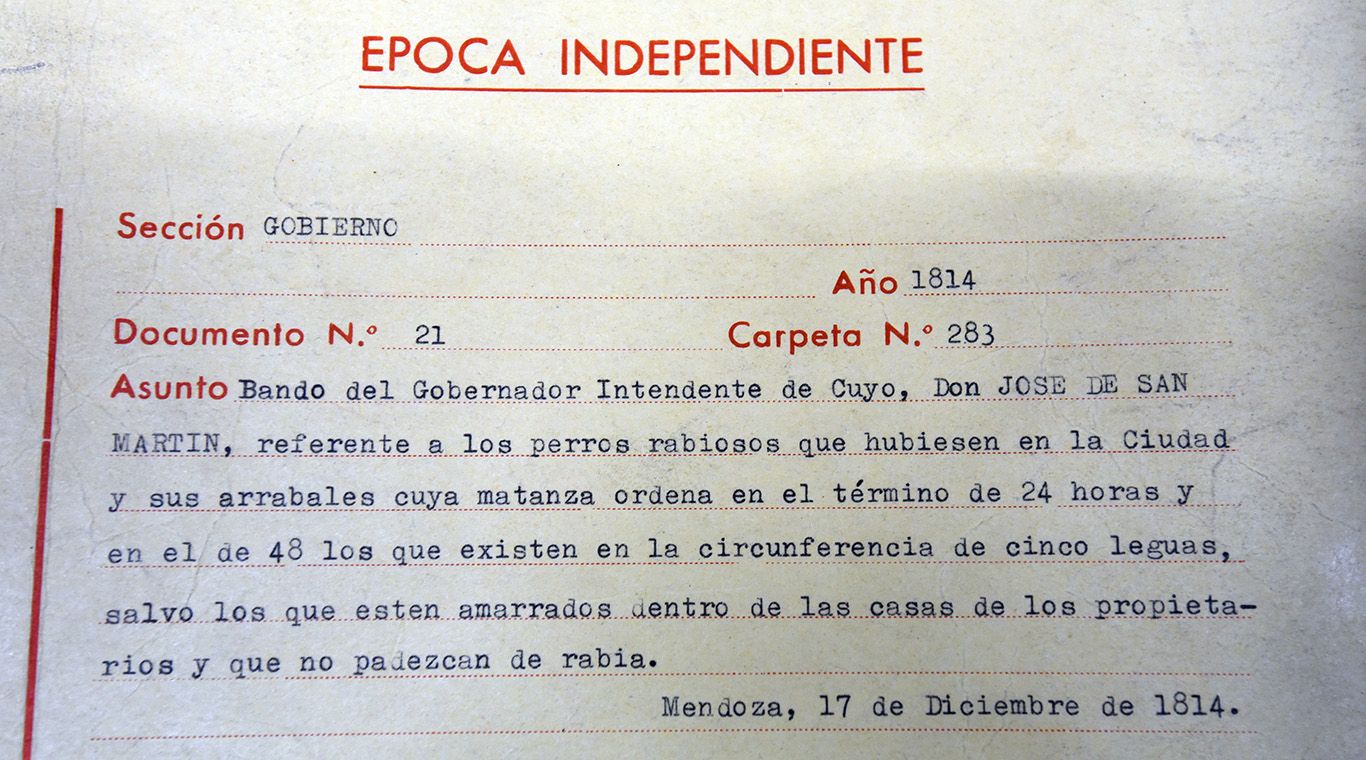 EPOCA INDEPENDIENTE
Sección GOBIERNO
Año 1814
Documento N.º 21 Carpeta N.º 283
Asunto Bando del Gobernador Intendente de Cuyo, Don JOSE DE SAN
MARTIN, referente a los perros rabiosos que hubiesen en la Ciudad
y sus arrabales cuya matanza ordena en el término de 24 horas y
en el de 48 los que existen en la circunferencia de cinco leguas,
salvo los que esten amarrados dentro de las casas de los propieta-
rios y que no padezcan de rabia.
Mendoza, 17 de Diciembre de 1814.